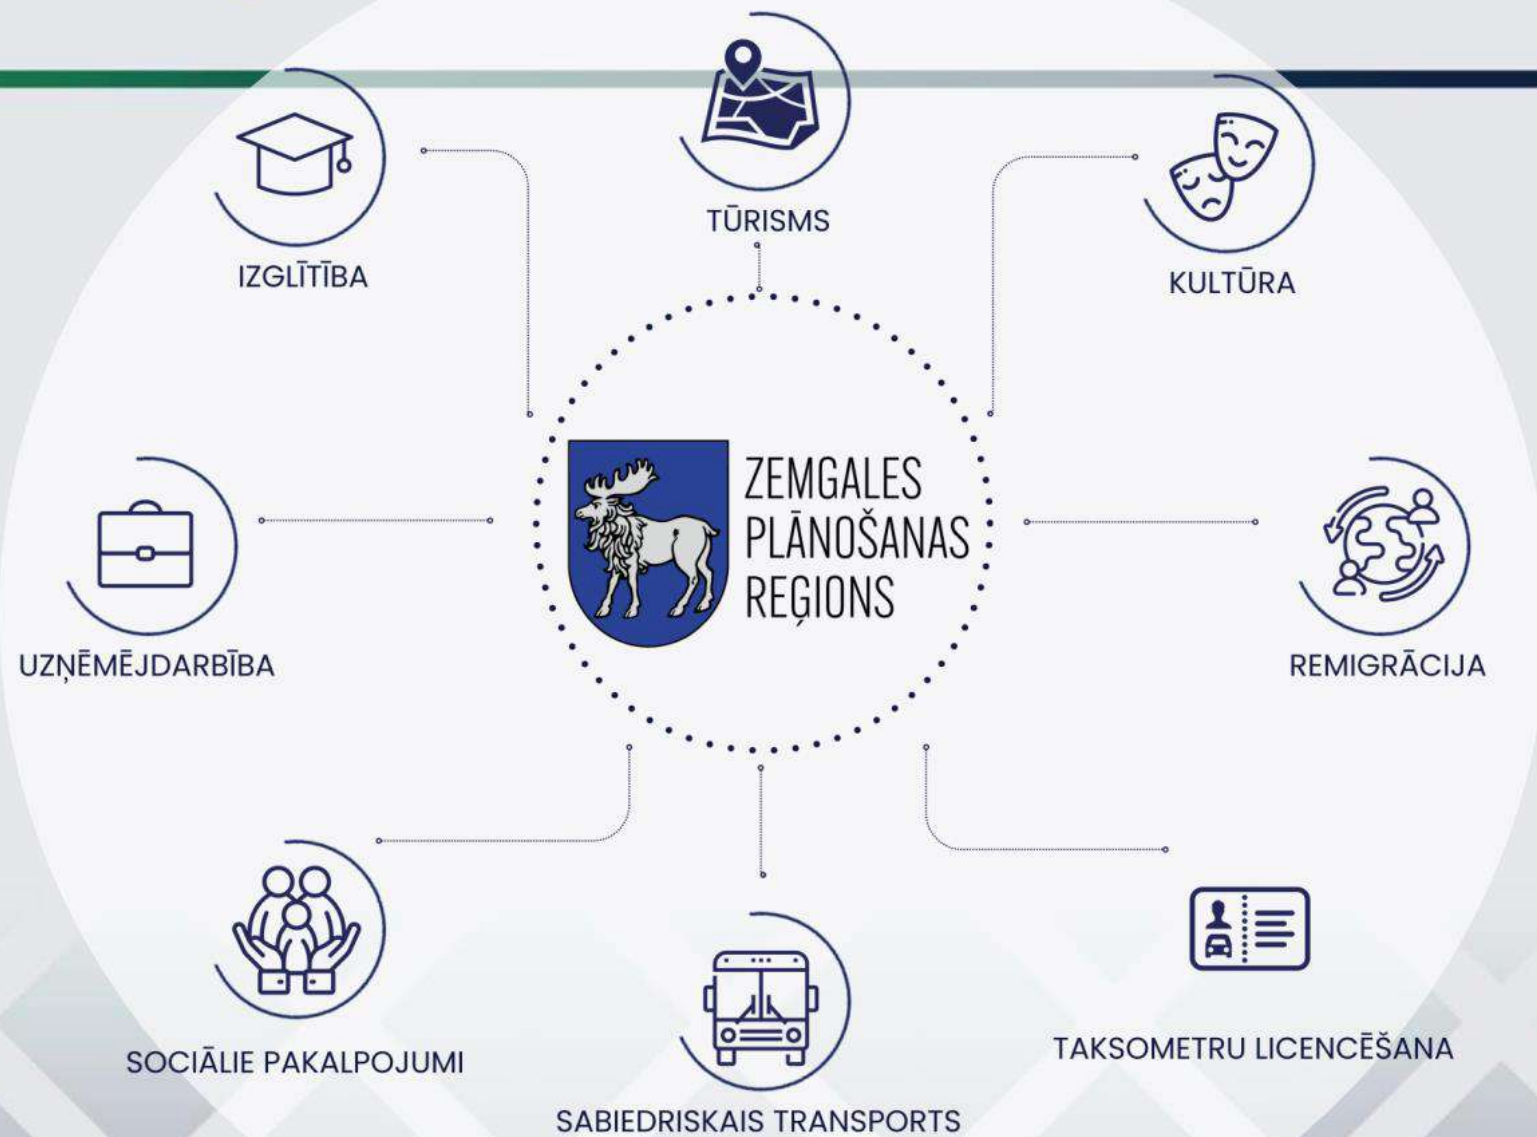 TŪRISMS
IZGLĪTĪBA
KULTŪRA
ZEMGALES
PLĀNOŠANAS
REĢIONS
UZŅĒMĒJDARBĪBA
REMIGRĀCIJA
SOCIĀLIE PAKALPOJUMI
TAKSOMETRU LICENCĒŠANA
SABIEDRISKAIS TRANSPORTS